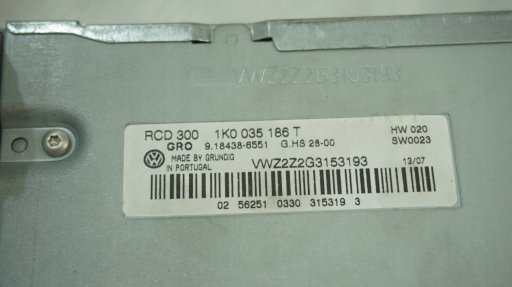 VWZ2Z2G3153193
RCD 300 1K0 035 186 T
HW 020
GRO 9.18438-6551 G.HS 28-00
SW0023
MADE BY GRUNDIG
IN PORTUGAL
VWZ2Z2G3153193
13/07
02 56251 0330 315319 3